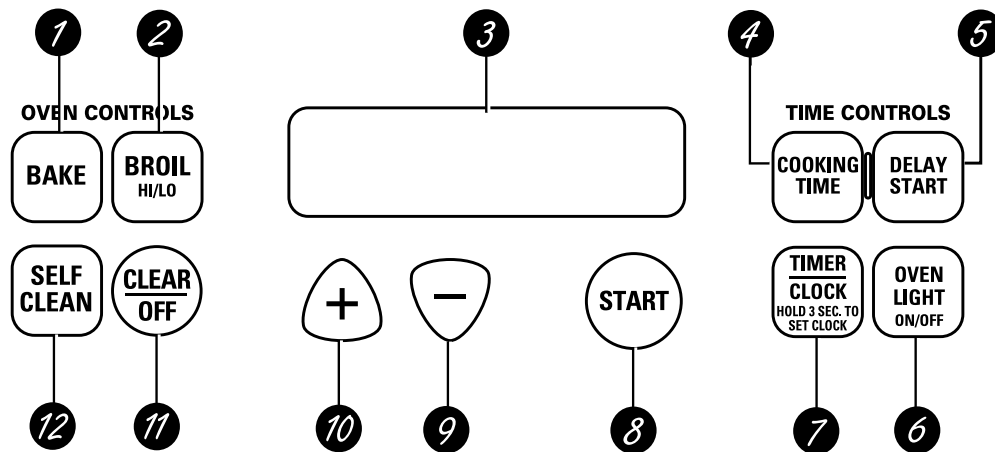 1 2 3 4 5
OVEN CONTROLS
TIME CONTROLS
BAKE
BROIL
HI/LO
COOKING
TIME
DELAY
START
SELF
CLEAN
CLEAR
OFF
+
−
START
TIMER
CLOCK
HOLD 3 SEC. TO
SET CLOCK
OVEN
LIGHT
ON/OFF
12 11 10 9 8 7 6